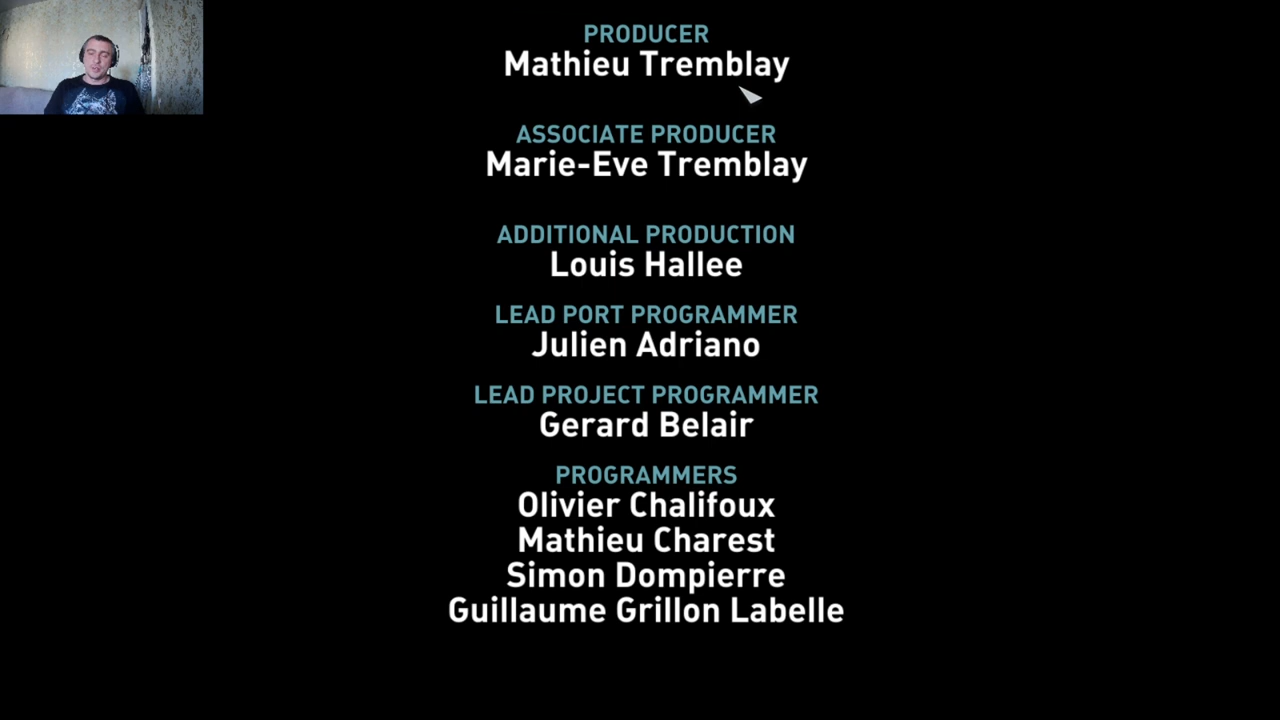 PRODUCER
Mathieu Tremblay
ASSOCIATE PRODUCER
Marie-Eve Tremblay
ADDITIONAL PRODUCTION
Louis Hallee
LEAD PORT PROGRAMMER
Julien Adriano
LEAD PROJECT PROGRAMMER
Gerard Belair
PROGRAMMERS
Olivier Chalifoux
Mathieu Charest
Simon Dompierre
Guillaume Grillon Labelle